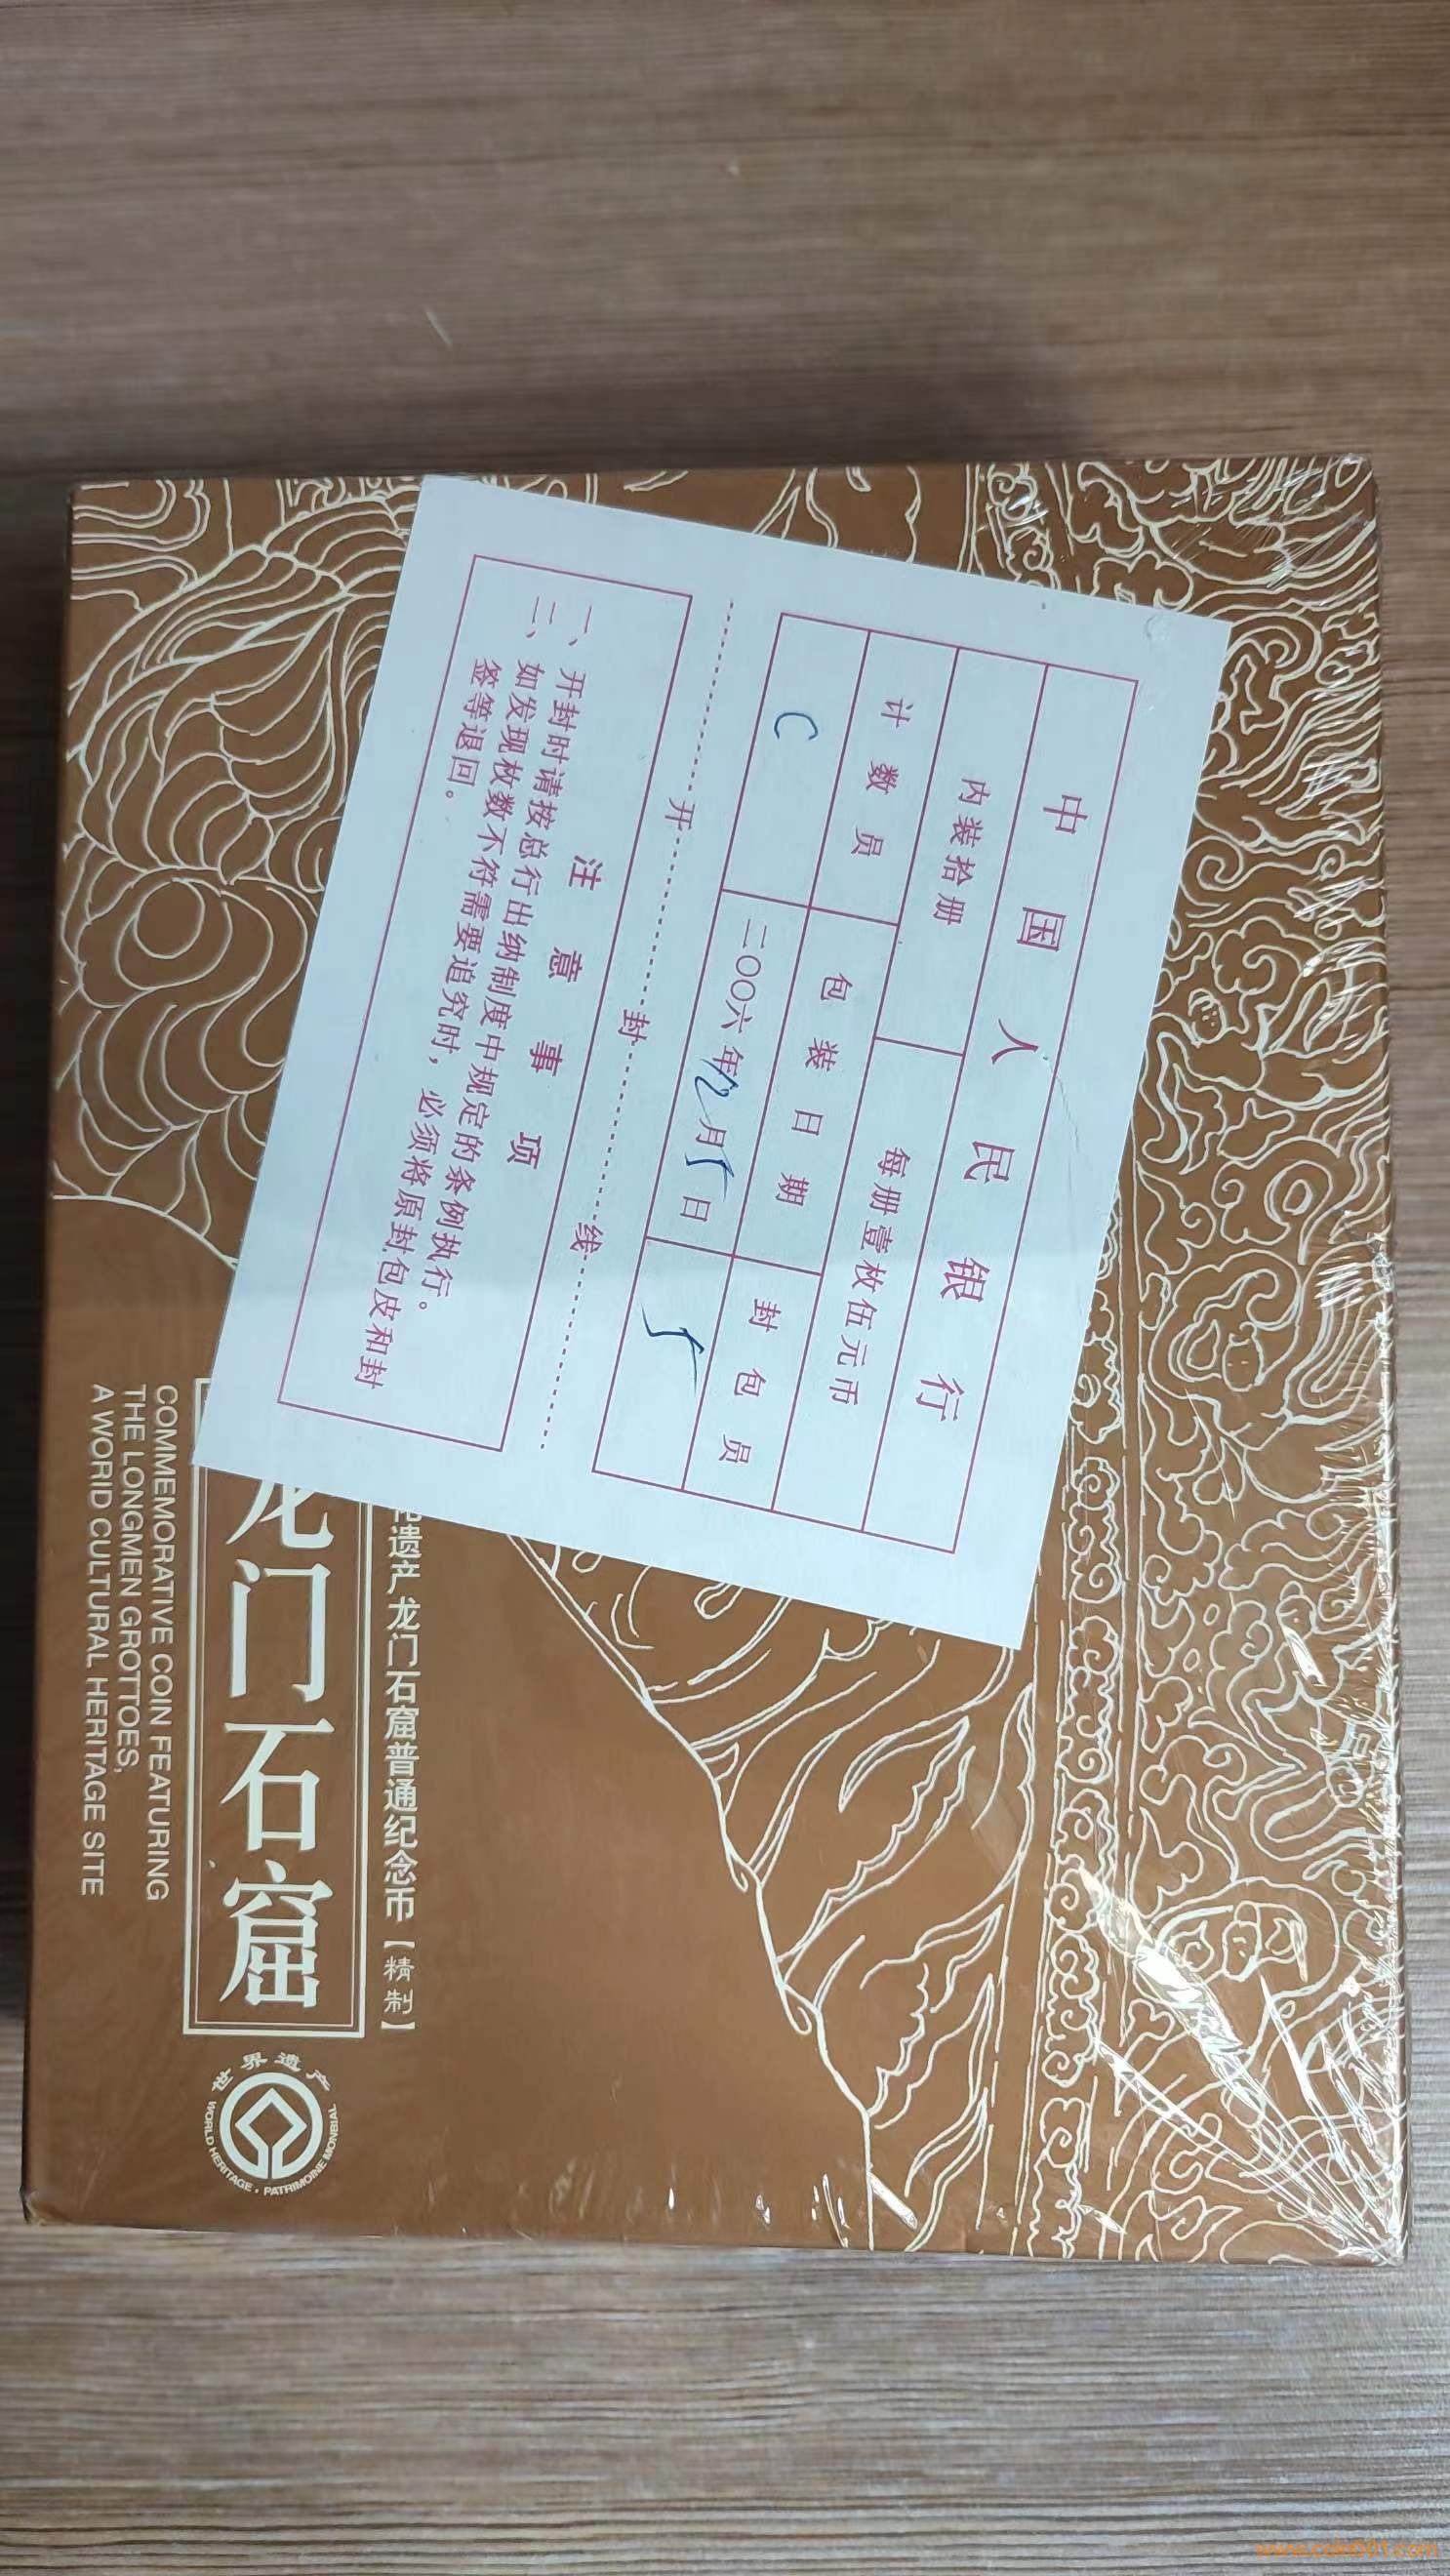 中国人民银行
内装拾册 每册壹枚伍元币
计数员 包装日期 封包员
C 二〇〇六年九月5日
开封线
注意事项
一、开封时请按总行出纳制度中规定的条例执行。
二、如发现枚数不符需要追究时，必须将原封包皮和封
签等退回。
遗产龙门石窟普通纪念币【精制】
龙门石窟
COMMEMORATIVE COIN FEATURING
THE LONGMEN GROTTOES,
A WORID CULTURAL HERITAGE SITE
世界遗产
WORLD HERITAGE • PATRIMOINE MONDIAL
www.coin001.com